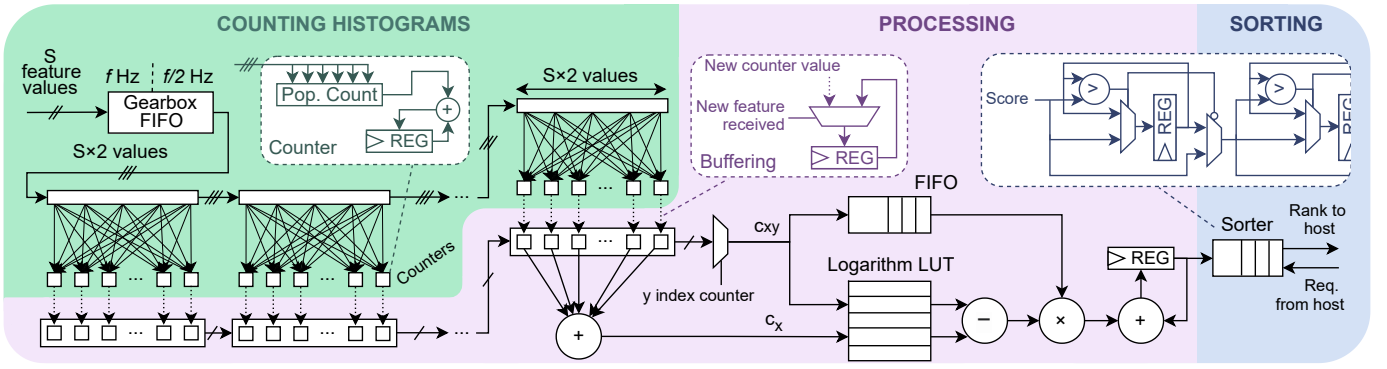 COUNTING HISTOGRAMS
PROCESSING
SORTING
S
feature
values
f Hz
f/2 Hz
Gearbox
FIFO
S×2 values
Pop. Count
+
REG
Counter
S×2 values
...
...
...
...
...
Counters
New counter value
New feature
received
REG
Buffering
Score
>
REG
>
REG
...
...
...
...
cxy
y index counter
FIFO
Logarithm LUT
+
cx
−
×
+
REG
Sorter
Rank to
host
Req.
from host